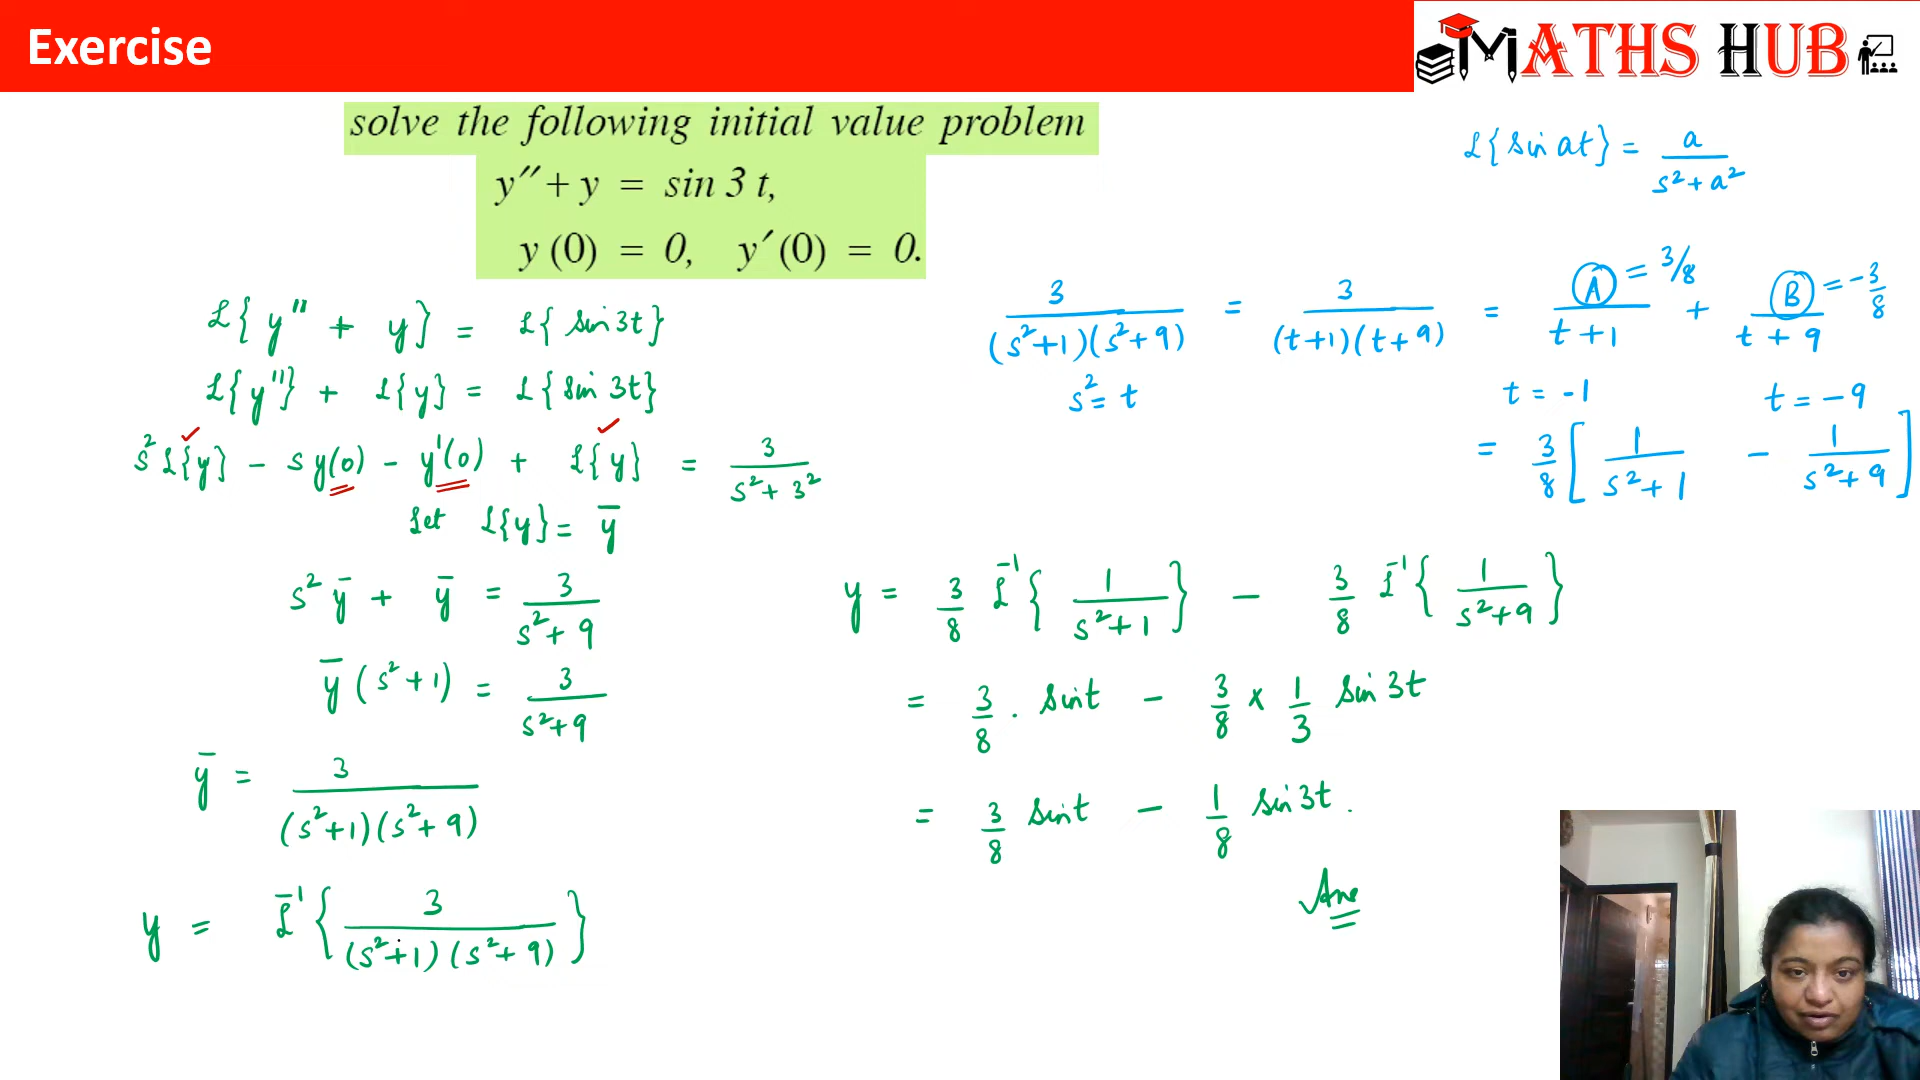 Exercise
MATHS HUB
solve the following initial value problem
y″ + y = sin 3 t,
y (0) = 0, y′ (0) = 0.
L{sin at} = a / (s² + a²)
L{ y″ + y} = L{ sin 3t}
L{ y″} + L{y} = L{ sin 3t}
s² L{y} - s y(0) - y'(0) + L{y} = 3 / (s² + 3²)
Let L{y} = ȳ
s² ȳ + ȳ = 3 / (s² + 9)
ȳ (s² + 1) = 3 / (s² + 9)
ȳ = 3 / (s²+1)(s²+9)
y = L⁻¹ { 3 / (s²+1)(s²+9) }
3 / (s²+1)(s²+9) = 3 / (t+1)(t+9) = A / (t+1) + B / (t+9)
A = 3/8 B = -3/8
s² = t
t = -1 t = -9
= 3/8 [ 1 / (s²+1) - 1 / (s²+9) ]
y = 3/8 L⁻¹ { 1 / (s²+1) } - 3/8 L⁻¹ { 1 / (s²+9) }
= 3/8 . sin t - 3/8 × 1/3 sin 3t
= 3/8 sin t - 1/8 sin 3t .
Ans